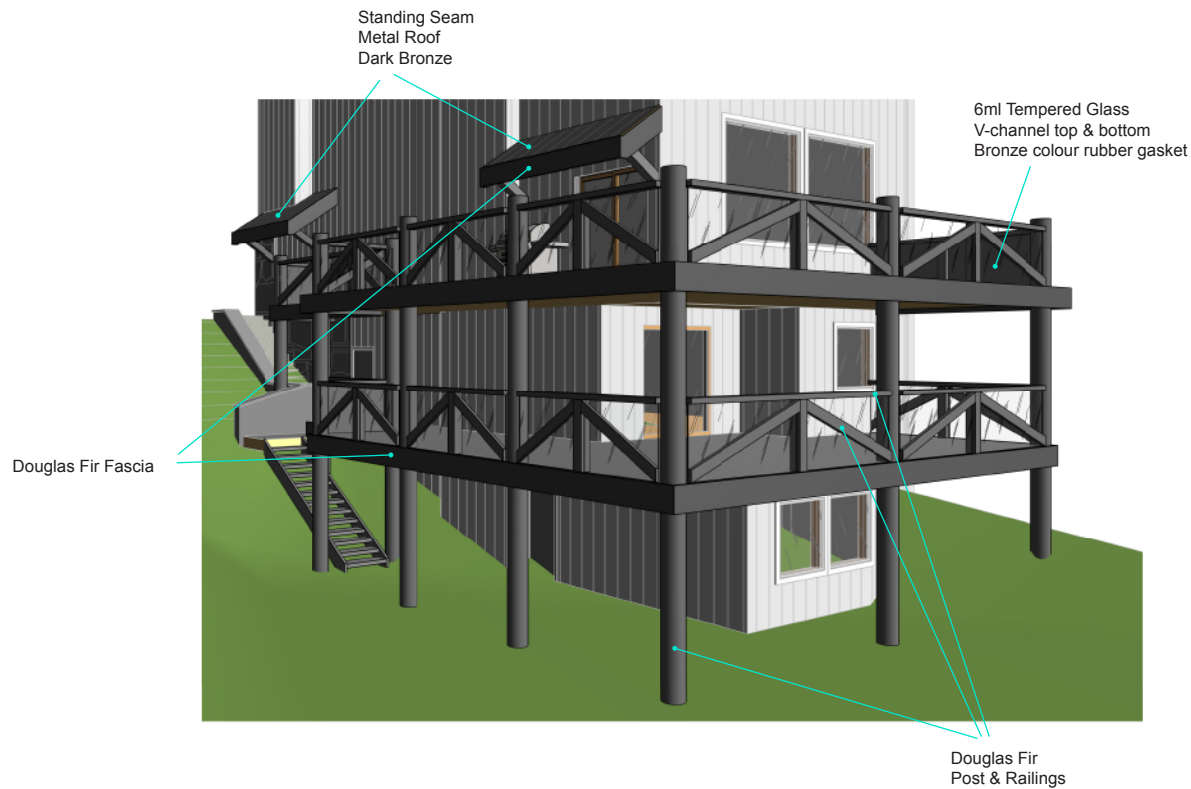 Standing Seam
Metal Roof
Dark Bronze
6ml Tempered Glass
V-channel top & bottom
Bronze colour rubber gasket
Douglas Fir Fascia
Douglas Fir
Post & Railings